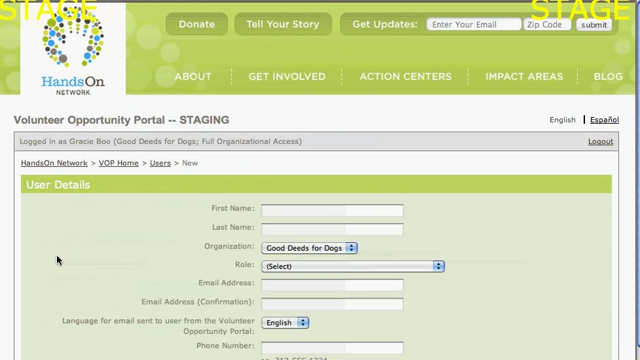 STAGE STAGE
Donate Tell Your Story Get Updates: Enter Your Email Zip Code submit
HandsOn
NETWORK
ABOUT GET INVOLVED ACTION CENTERS IMPACT AREAS BLOG
Volunteer Opportunity Portal -- STAGING English Español
Logged in as Gracie Boo (Good Deeds for Dogs; Full Organizational Access) Logout
HandsOn Network > VOP Home > Users > New
User Details
First Name:
Last Name:
Organization: Good Deeds for Dogs
Role: (Select)
Email Address:
Email Address (Confirmation):
Language for email sent to user from the Volunteer English
Opportunity Portal:
Phone Number: